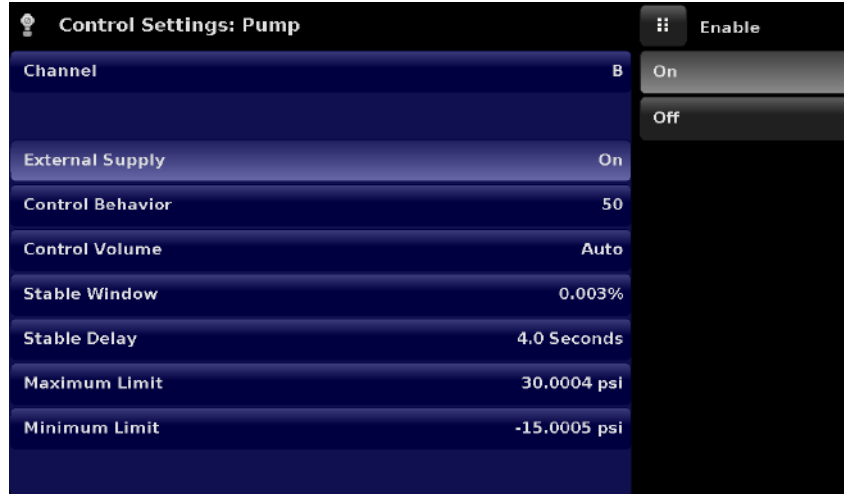 Control Settings: Pump
Channel B
External Supply On
Control Behavior 50
Control Volume Auto
Stable Window 0.003%
Stable Delay 4.0 Seconds
Maximum Limit 30.0004 psi
Minimum Limit -15.0005 psi
Enable
On
Off